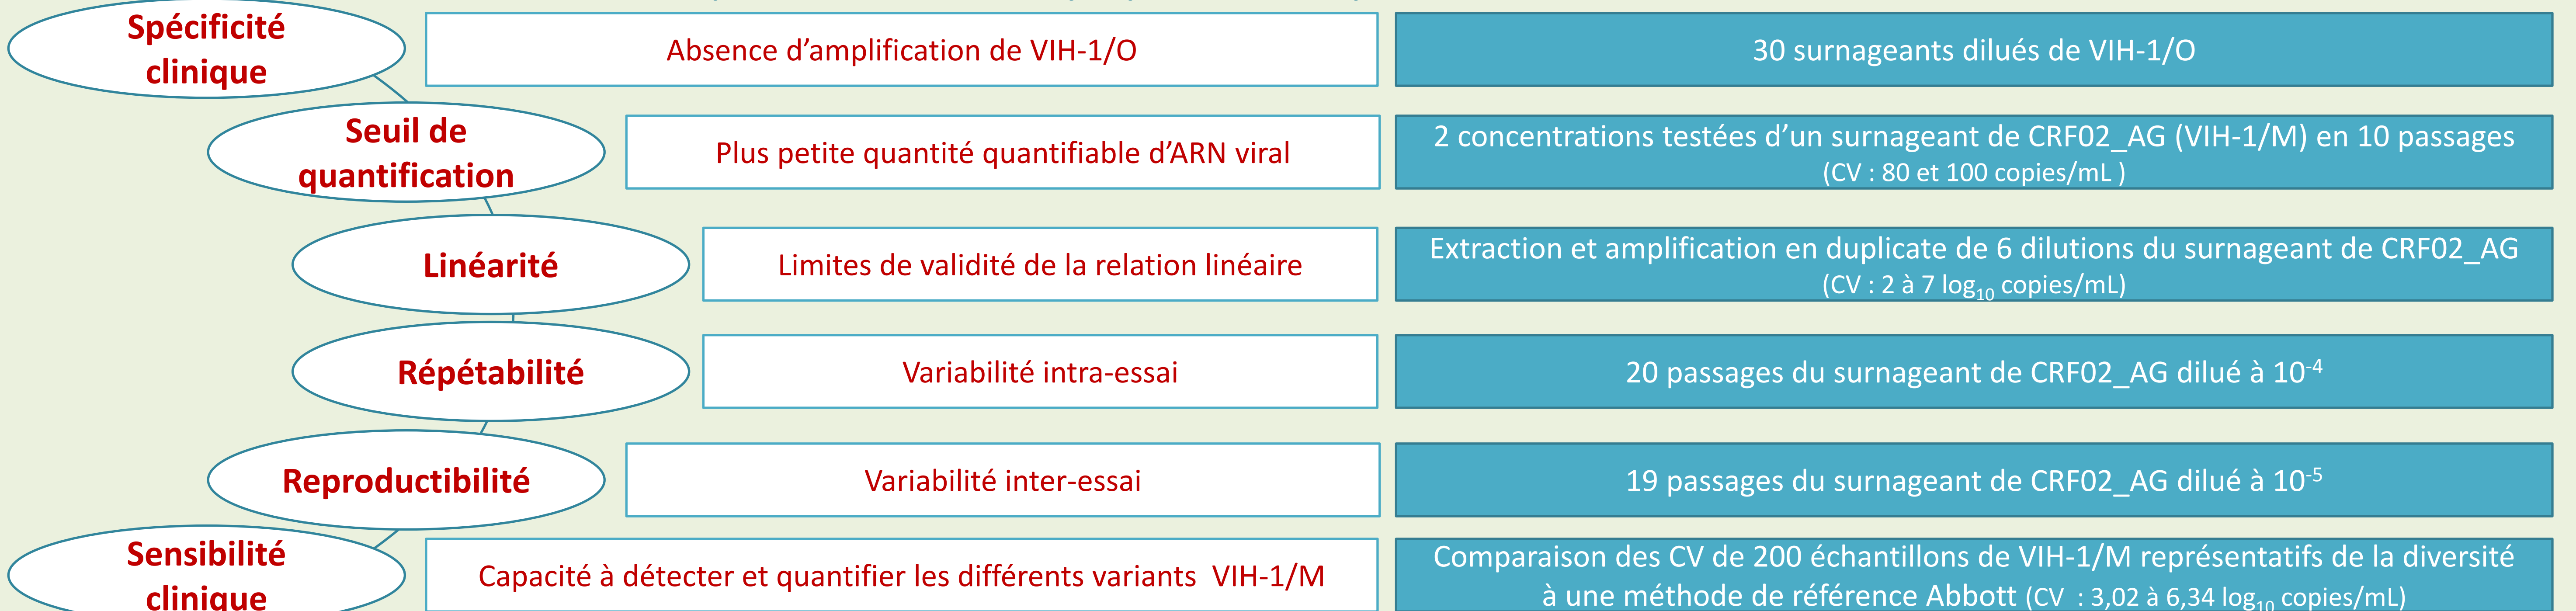 Spécificité
clinique
Absence d'amplification de VIH-1/O
30 surnageants dilués de VIH-1/O
Seuil de
quantification
Plus petite quantité quantifiable d'ARN viral
2 concentrations testées d'un surnageant de CRF02_AG (VIH-1/M) en 10 passages
(CV : 80 et 100 copies/mL )
Linéarité
Limites de validité de la relation linéaire
Extraction et amplification en duplicate de 6 dilutions du surnageant de CRF02_AG
(CV : 2 à 7 log₁₀ copies/mL)
Répétabilité
Variabilité intra-essai
20 passages du surnageant de CRF02_AG dilué à 10⁻⁴
Reproductibilité
Variabilité inter-essai
19 passages du surnageant de CRF02_AG dilué à 10⁻⁵
Sensibilité
clinique
Capacité à détecter et quantifier les différents variants VIH-1/M
Comparaison des CV de 200 échantillons de VIH-1/M représentatifs de la diversité
à une méthode de référence Abbott (CV : 3,02 à 6,34 log₁₀ copies/mL)